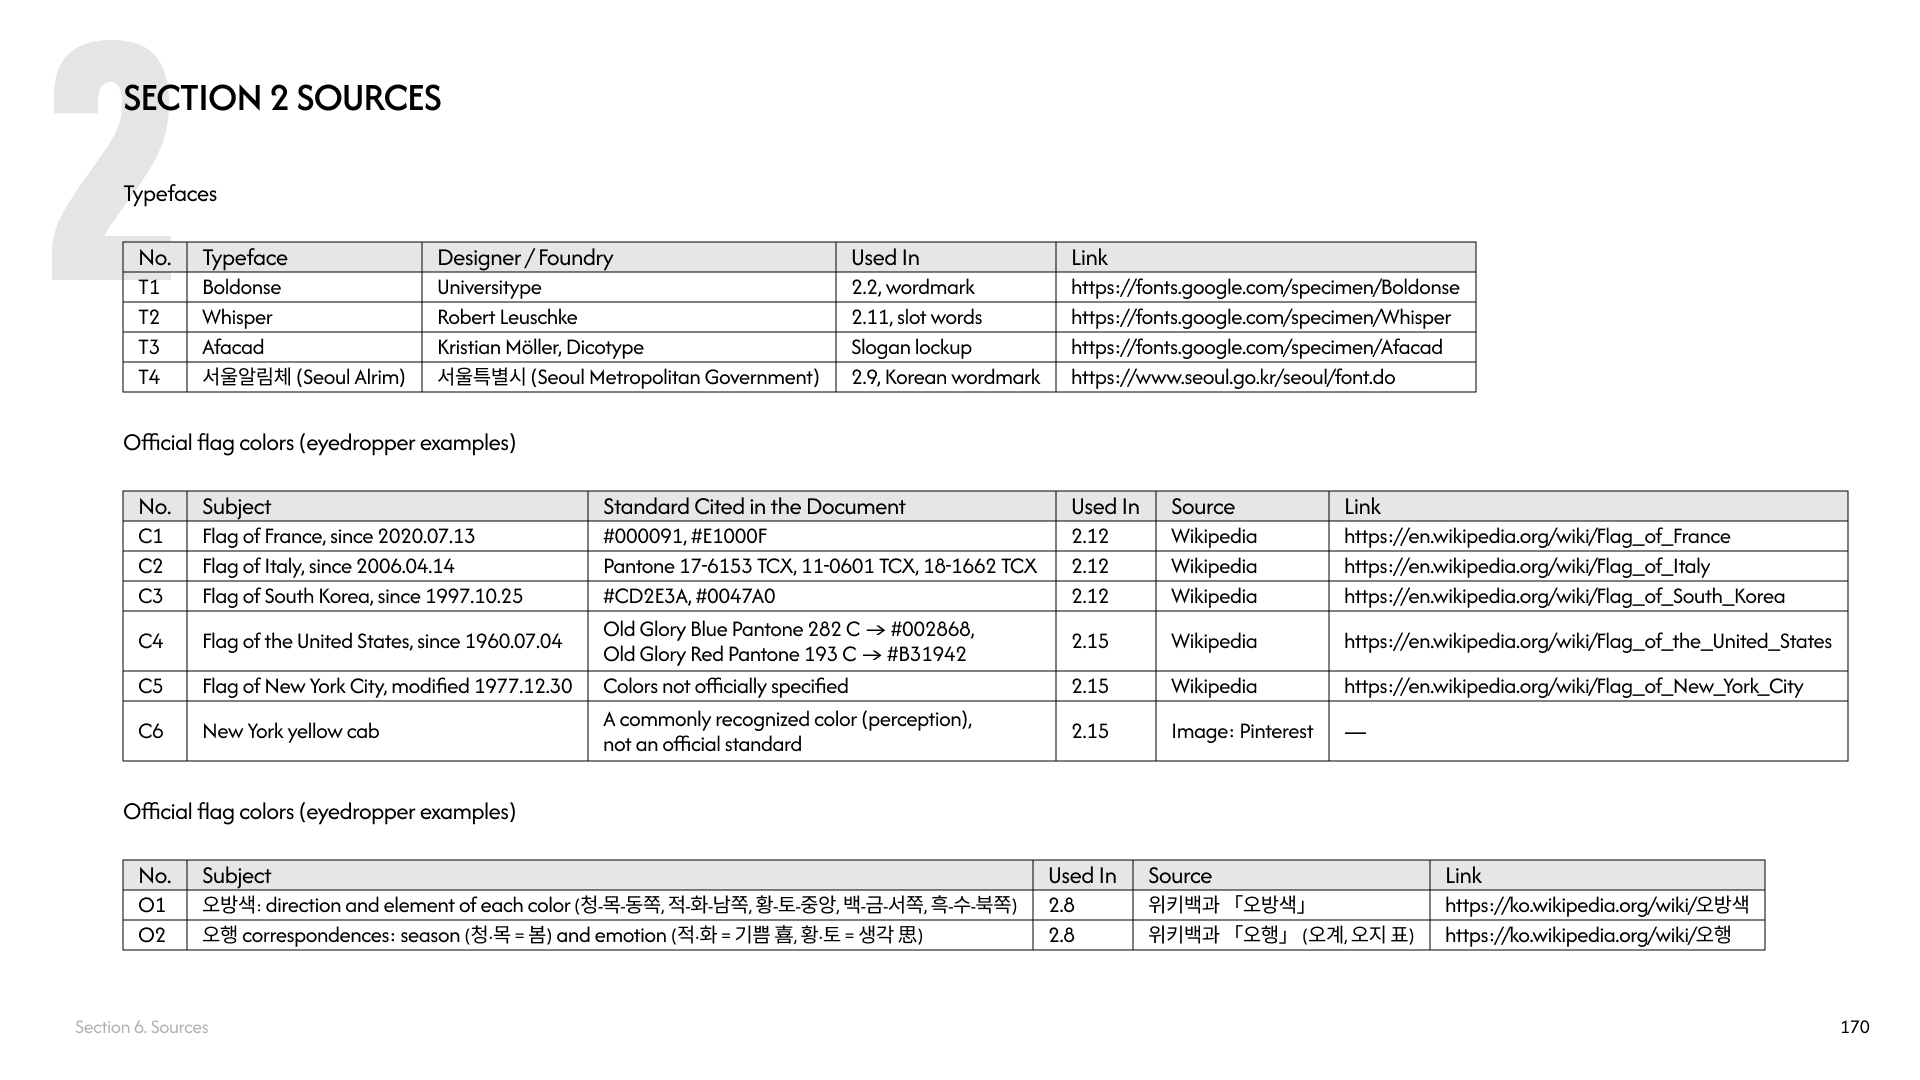 2
SECTION 2 SOURCES
Typefaces
No. Typeface Designer / Foundry Used In Link
T1 Boldonse Universitype 2.2, wordmark https://fonts.google.com/specimen/Boldonse
T2 Whisper Robert Leuschke 2.11, slot words https://fonts.google.com/specimen/Whisper
T3 Afacad Kristian Möller, Dicotype Slogan lockup https://fonts.google.com/specimen/Afacad
T4 서울알림체 (Seoul Alrim) 서울특별시 (Seoul Metropolitan Government) 2.9, Korean wordmark https://www.seoul.go.kr/seoul/font.do
Official flag colors (eyedropper examples)
No. Subject Standard Cited in the Document Used In Source Link
C1 Flag of France, since 2020.07.13 #000091, #E1000F 2.12 Wikipedia https://en.wikipedia.org/wiki/Flag_of_France
C2 Flag of Italy, since 2006.04.14 Pantone 17-6153 TCX, 11-0601 TCX, 18-1662 TCX 2.12 Wikipedia https://en.wikipedia.org/wiki/Flag_of_Italy
C3 Flag of South Korea, since 1997.10.25 #CD2E3A, #0047A0 2.12 Wikipedia https://en.wikipedia.org/wiki/Flag_of_South_Korea
C4 Flag of the United States, since 1960.07.04 Old Glory Blue Pantone 282 C → #002868,
Old Glory Red Pantone 193 C → #B31942 2.15 Wikipedia https://en.wikipedia.org/wiki/Flag_of_the_United_States
C5 Flag of New York City, modified 1977.12.30 Colors not officially specified 2.15 Wikipedia https://en.wikipedia.org/wiki/Flag_of_New_York_City
C6 New York yellow cab A commonly recognized color (perception),
not an official standard 2.15 Image: Pinterest —
Official flag colors (eyedropper examples)
No. Subject Used In Source Link
O1 오방색: direction and element of each color (청-목-동쪽, 적-화-남쪽, 황-토-중앙, 백-금-서쪽, 흑-수-북쪽) 2.8 위키백과 「오방색」 https://ko.wikipedia.org/wiki/오방색
O2 오행 correspondences: season (청·목 = 봄) and emotion (적·화 = 기쁨 喜, 황·토 = 생각 思) 2.8 위키백과 「오행」 (오계, 오지 표) https://ko.wikipedia.org/wiki/오행
Section 6. Sources
170